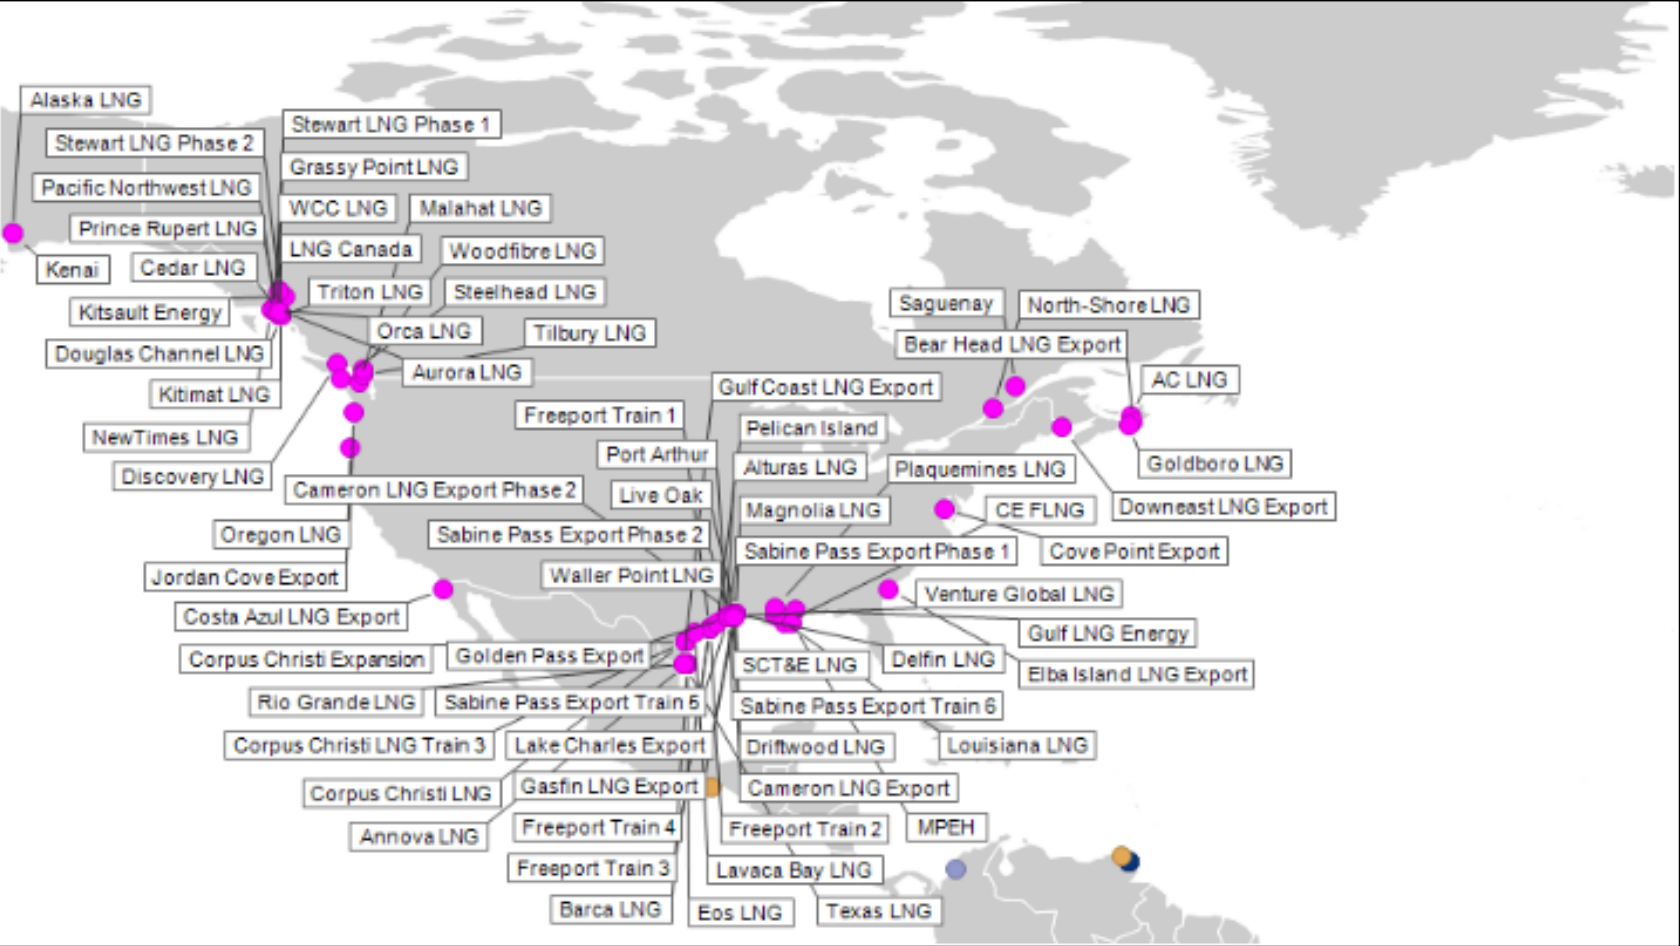 Alaska LNG
Stewart LNG Phase 1
Stewart LNG Phase 2
Grassy Point LNG
Pacific Northwest LNG
WCC LNG
Malahat LNG
Prince Rupert LNG
LNG Canada
Woodfibre LNG
Kenai
Cedar LNG
Triton LNG
Steelhead LNG
Saguenay
North-Shore LNG
Kitsault Energy
Orca LNG
Tilbury LNG
Bear Head LNG Export
Douglas Channel LNG
Aurora LNG
AC LNG
Kitimat LNG
Gulf Coast LNG Export
Freeport Train 1
Pelican Island
NewTimes LNG
Port Arthur
Alturas LNG
Plaquemines LNG
Goldboro LNG
Discovery LNG
Cameron LNG Export Phase 2
Live Oak
Magnolia LNG
CE FLNG
Downeast LNG Export
Oregon LNG
Sabine Pass Export Phase 2
Sabine Pass Export Phase 1
Cove Point Export
Jordan Cove Export
Waller Point LNG
Venture Global LNG
Costa Azul LNG Export
Gulf LNG Energy
Corpus Christi Expansion
Golden Pass Export
SCT&E LNG
Delfin LNG
Elba Island LNG Export
Rio Grande LNG
Sabine Pass Export Train 5
Sabine Pass Export Train 6
Corpus Christi LNG Train 3
Lake Charles Export
Driftwood LNG
Louisiana LNG
Corpus Christi LNG
Gasfin LNG Export
Cameron LNG Export
Annova LNG
Freeport Train 4
Freeport Train 2
MPEH
Freeport Train 3
Lavaca Bay LNG
Barca LNG
Eos LNG
Texas LNG